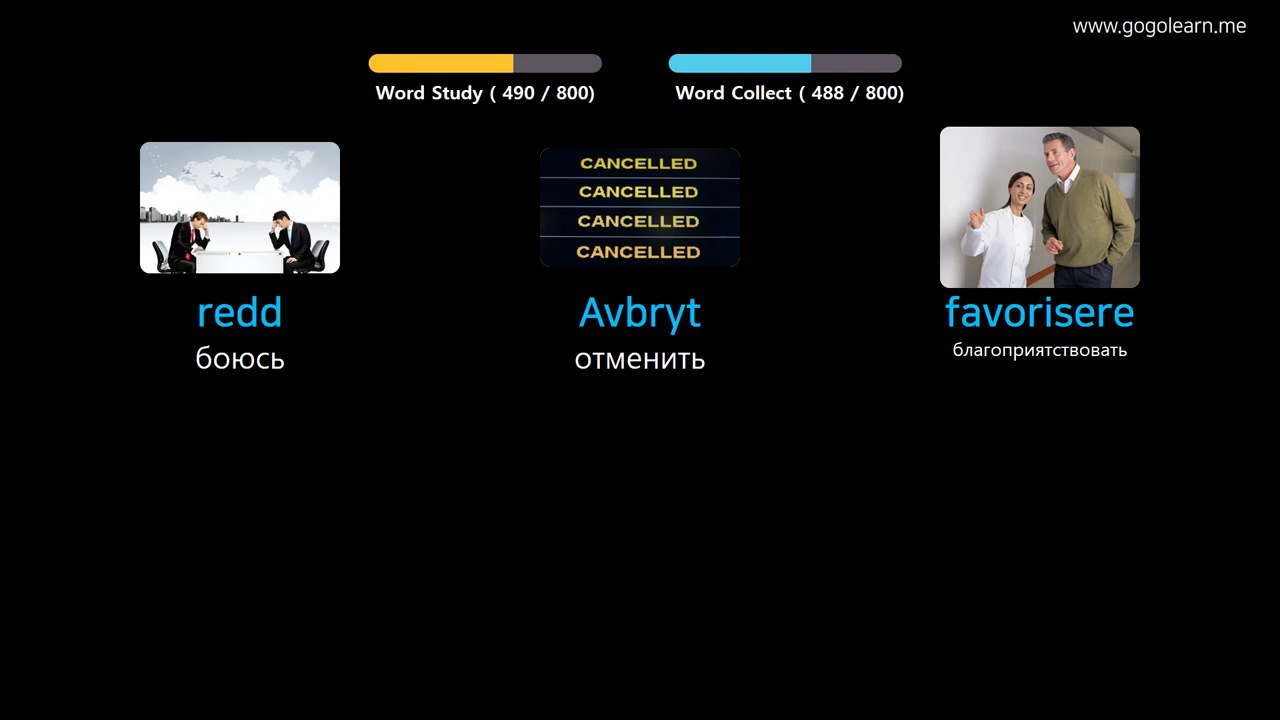 www.gogolearn.me
Word Study ( 490 / 800)
Word Collect ( 488 / 800)
CANCELLED
CANCELLED
CANCELLED
CANCELLED
redd
боюсь
Avbryt
отменить
favorisere
благоприятствовать